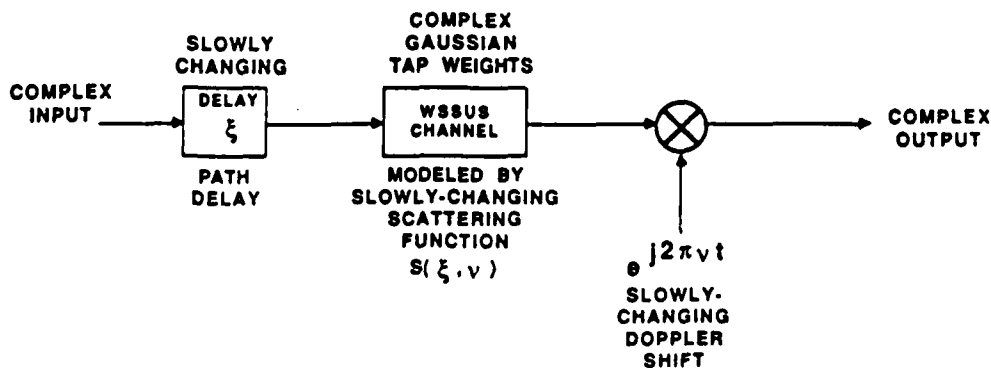 COMPLEX
INPUT
SLOWLY
CHANGING
DELAY
ξ
PATH
DELAY
COMPLEX
GAUSSIAN
TAP WEIGHTS
WSSUS
CHANNEL
MODELED BY
SLOWLY-CHANGING
SCATTERING
FUNCTION
S(ξ,ν)
e^{j2πνt}
SLOWLY-
CHANGING
DOPPLER
SHIFT
COMPLEX
OUTPUT